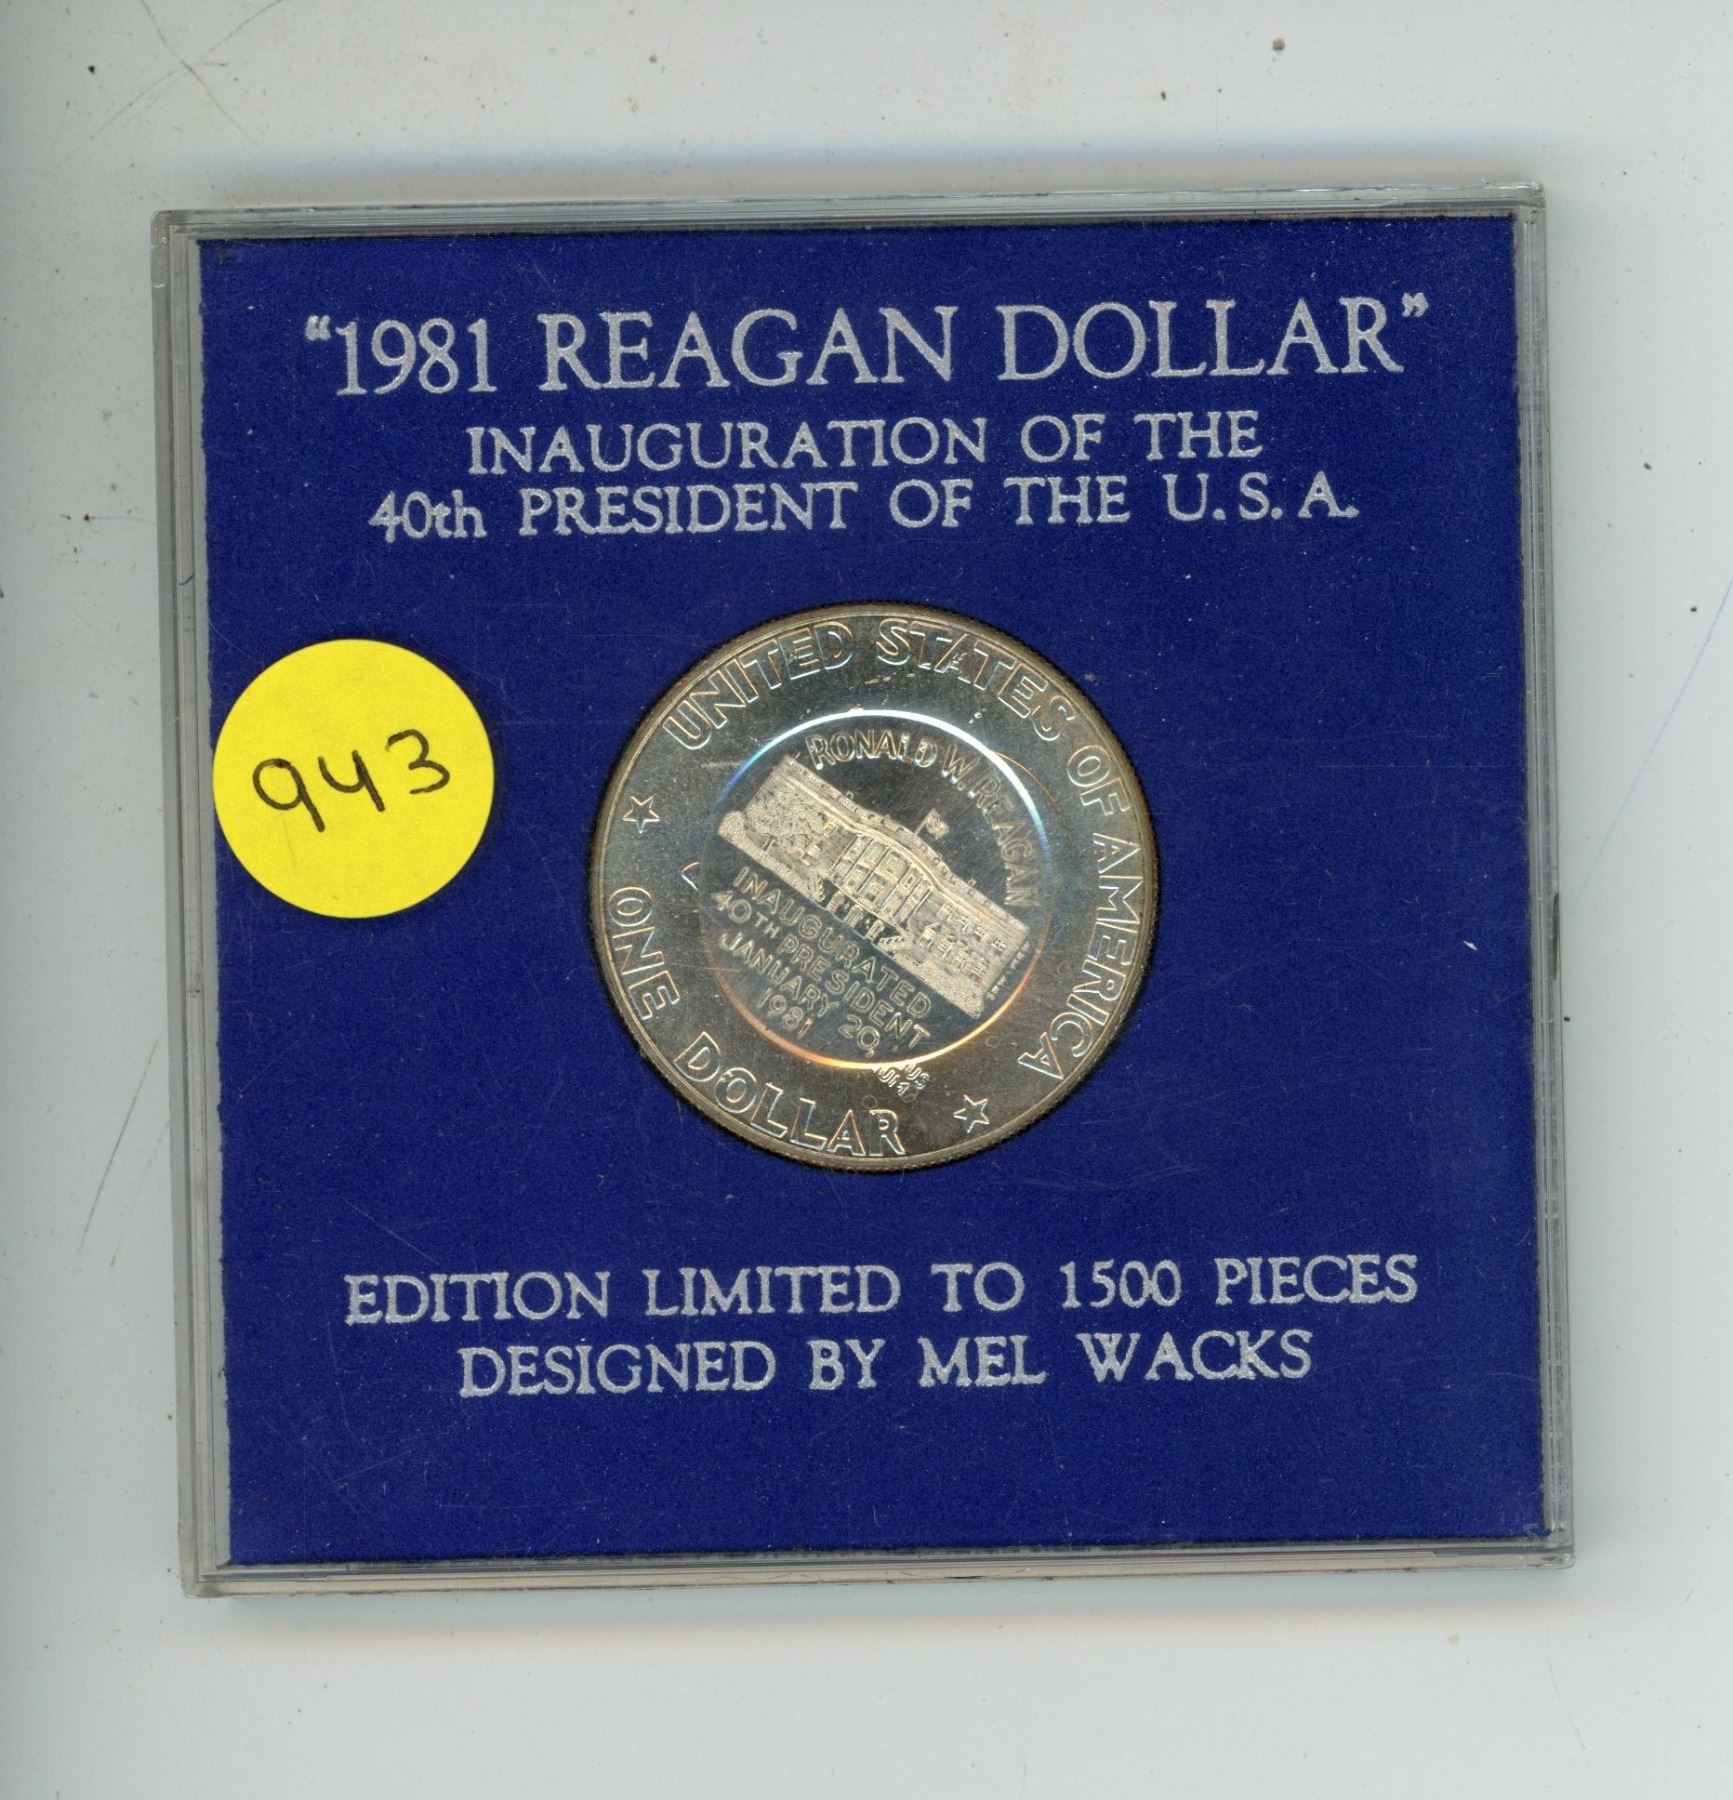 “1981 REAGAN DOLLAR”
INAUGURATION OF THE
40th PRESIDENT OF THE U.S.A.
943
UNITED STATES OF AMERICA
RONALD W. REAGAN
INAUGURATED
40TH PRESIDENT
JANUARY 20,
1981
ONE DOLLAR
EDITION LIMITED TO 1500 PIECES
DESIGNED BY MEL WACKS